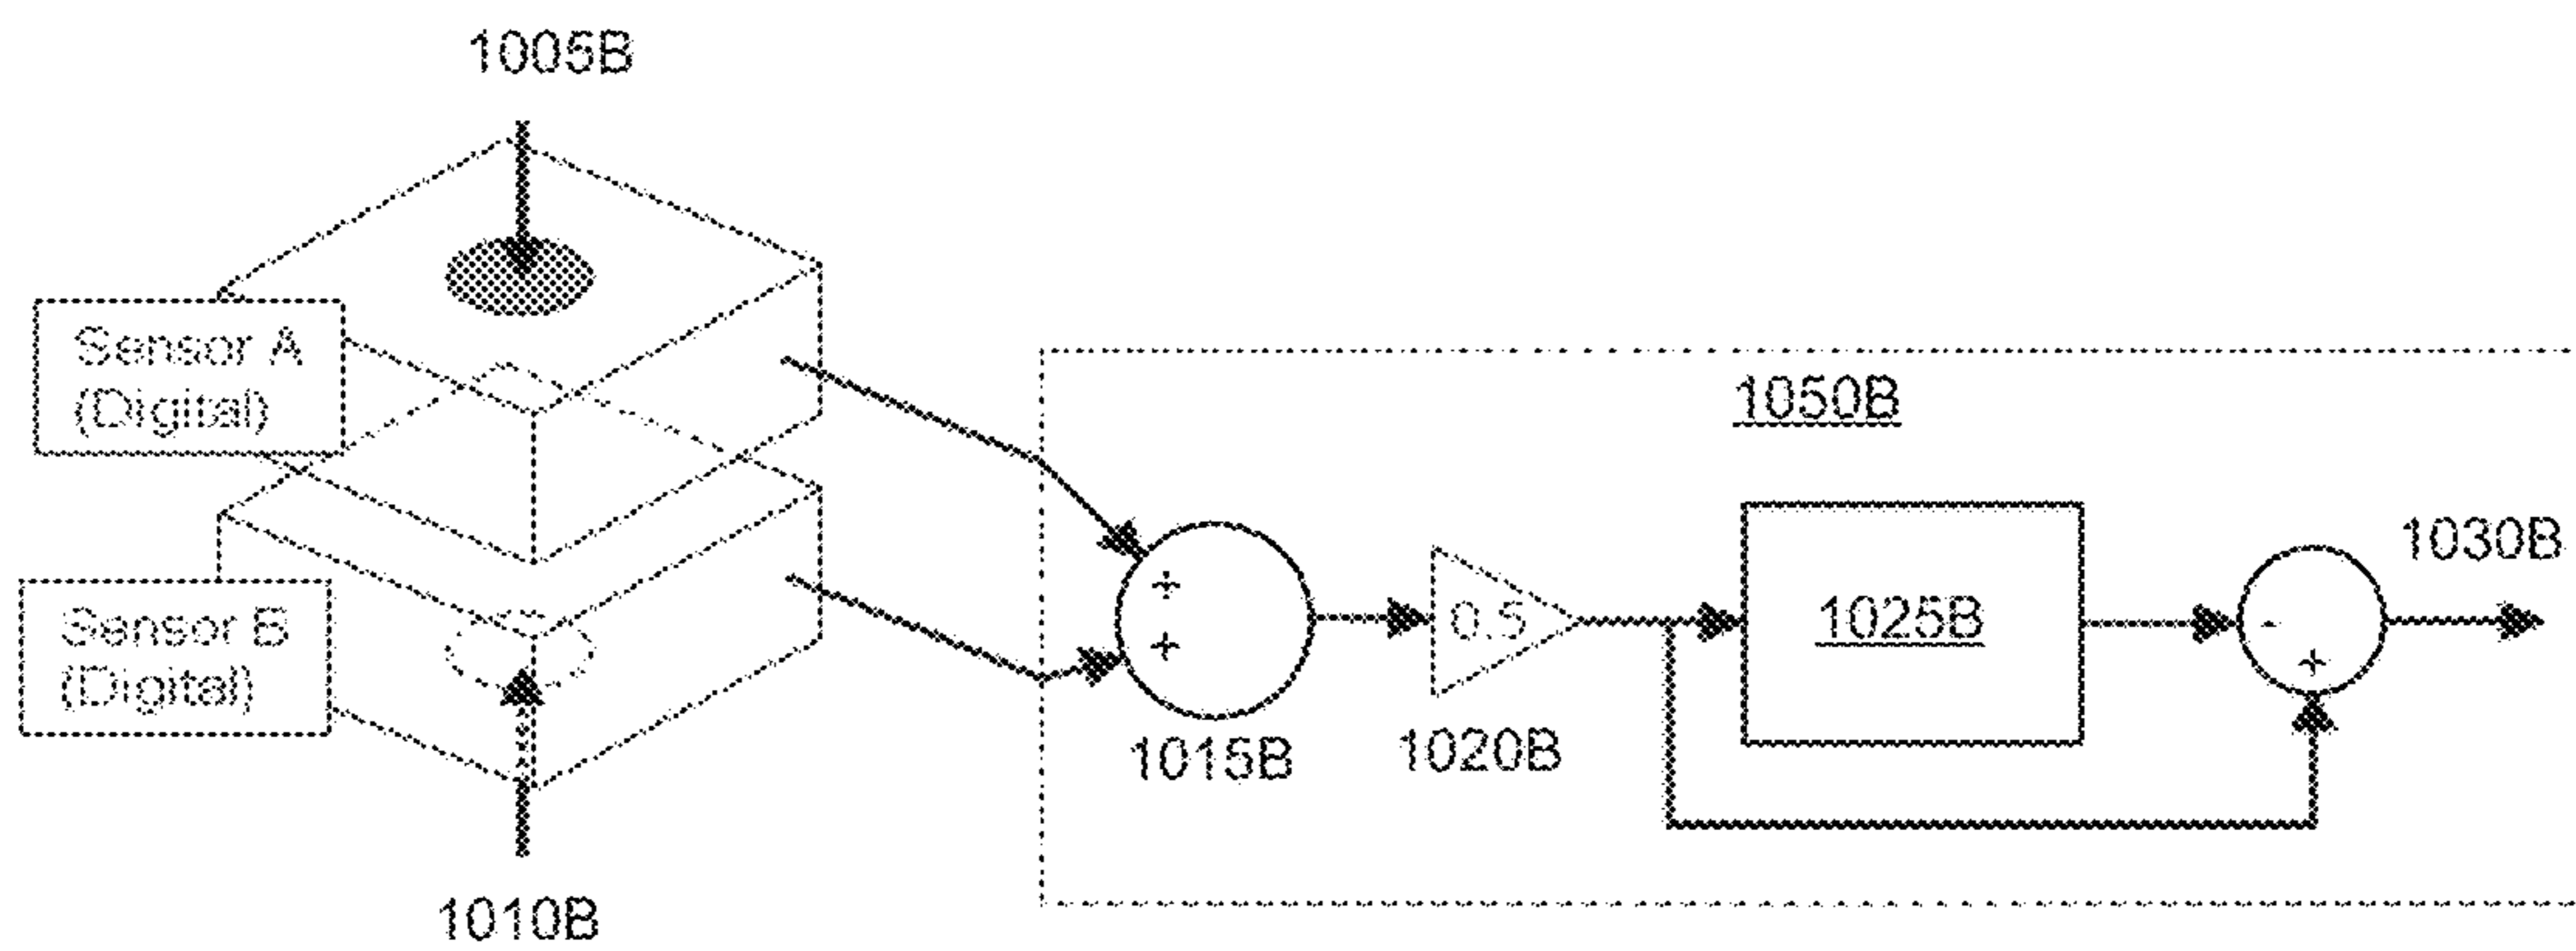 1005B
Sensor A
(Digital)
1050B
1030B
+
0.5
1025B
-
Sensor B
(Digital)
+
+
1015B
1020B
1010B